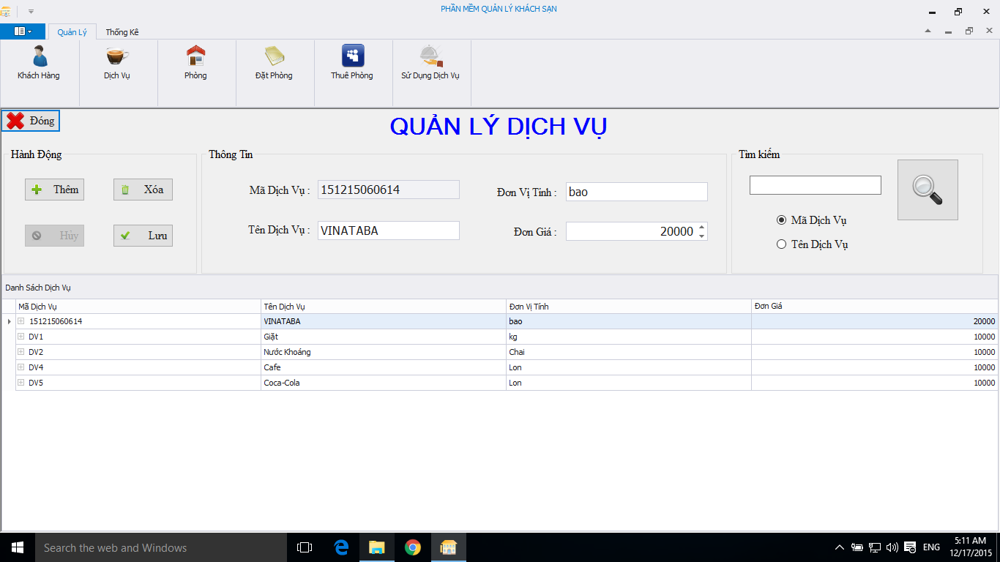 PHẦN MỀM QUẢN LÝ KHÁCH SẠN
Quản Lý Thống Kê
Khách Hàng Dịch Vụ Phòng Đặt Phòng Thuê Phòng Sử Dụng Dịch Vụ
Đóng
QUẢN LÝ DỊCH VỤ
Hành Động
Thêm Xóa
Hủy Lưu
Thông Tin
Mã Dịch Vụ : 151215060614
Đơn Vị Tính : bao
Tên Dịch Vụ : VINATABA
Đơn Giá : 20000
Tìm kiếm
Mã Dịch Vụ
Tên Dịch Vụ
Danh Sách Dịch Vụ
Mã Dịch Vụ Tên Dịch Vụ Đơn Vị Tính Đơn Giá
151215060614 VINATABA bao 20000
DV1 Giặt kg 10000
DV2 Nước Khoáng Chai 10000
DV4 Cafe Lon 10000
DV5 Coca-Cola Lon 10000
Search the web and Windows
ENG
5:11 AM
12/17/2015